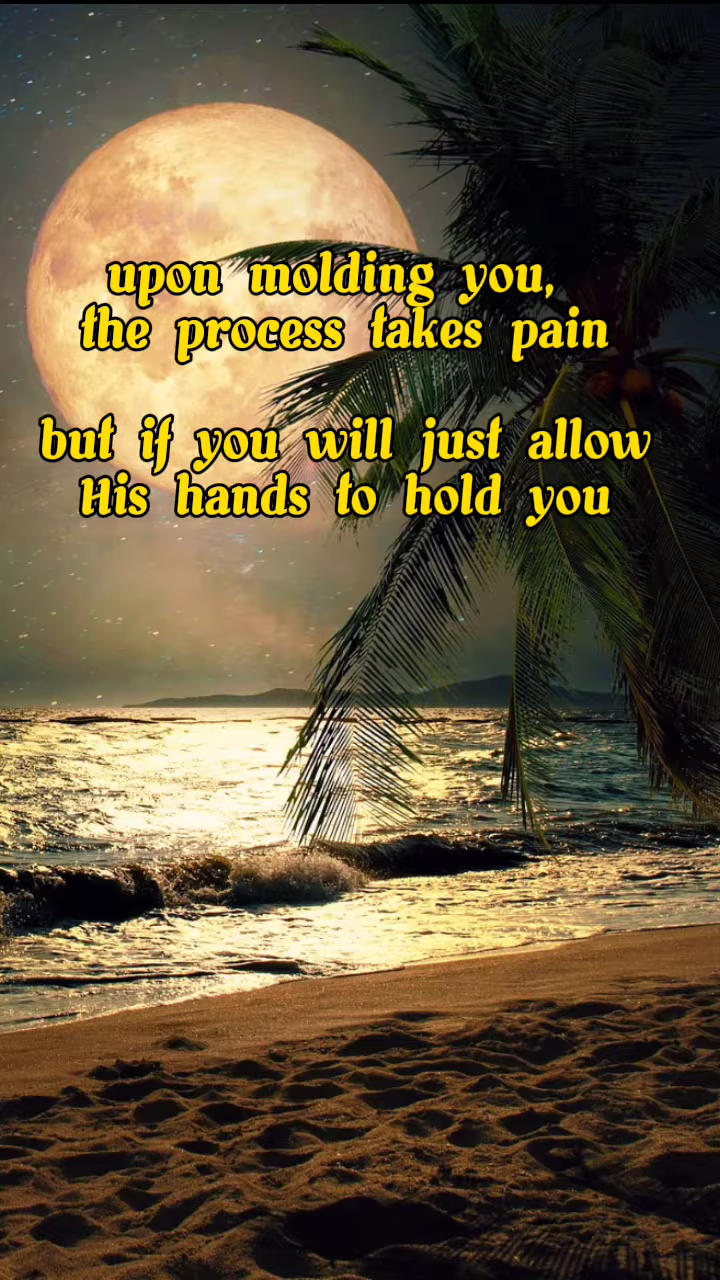 upon molding you,
the process takes pain
but if you will just allow
His hands to hold you